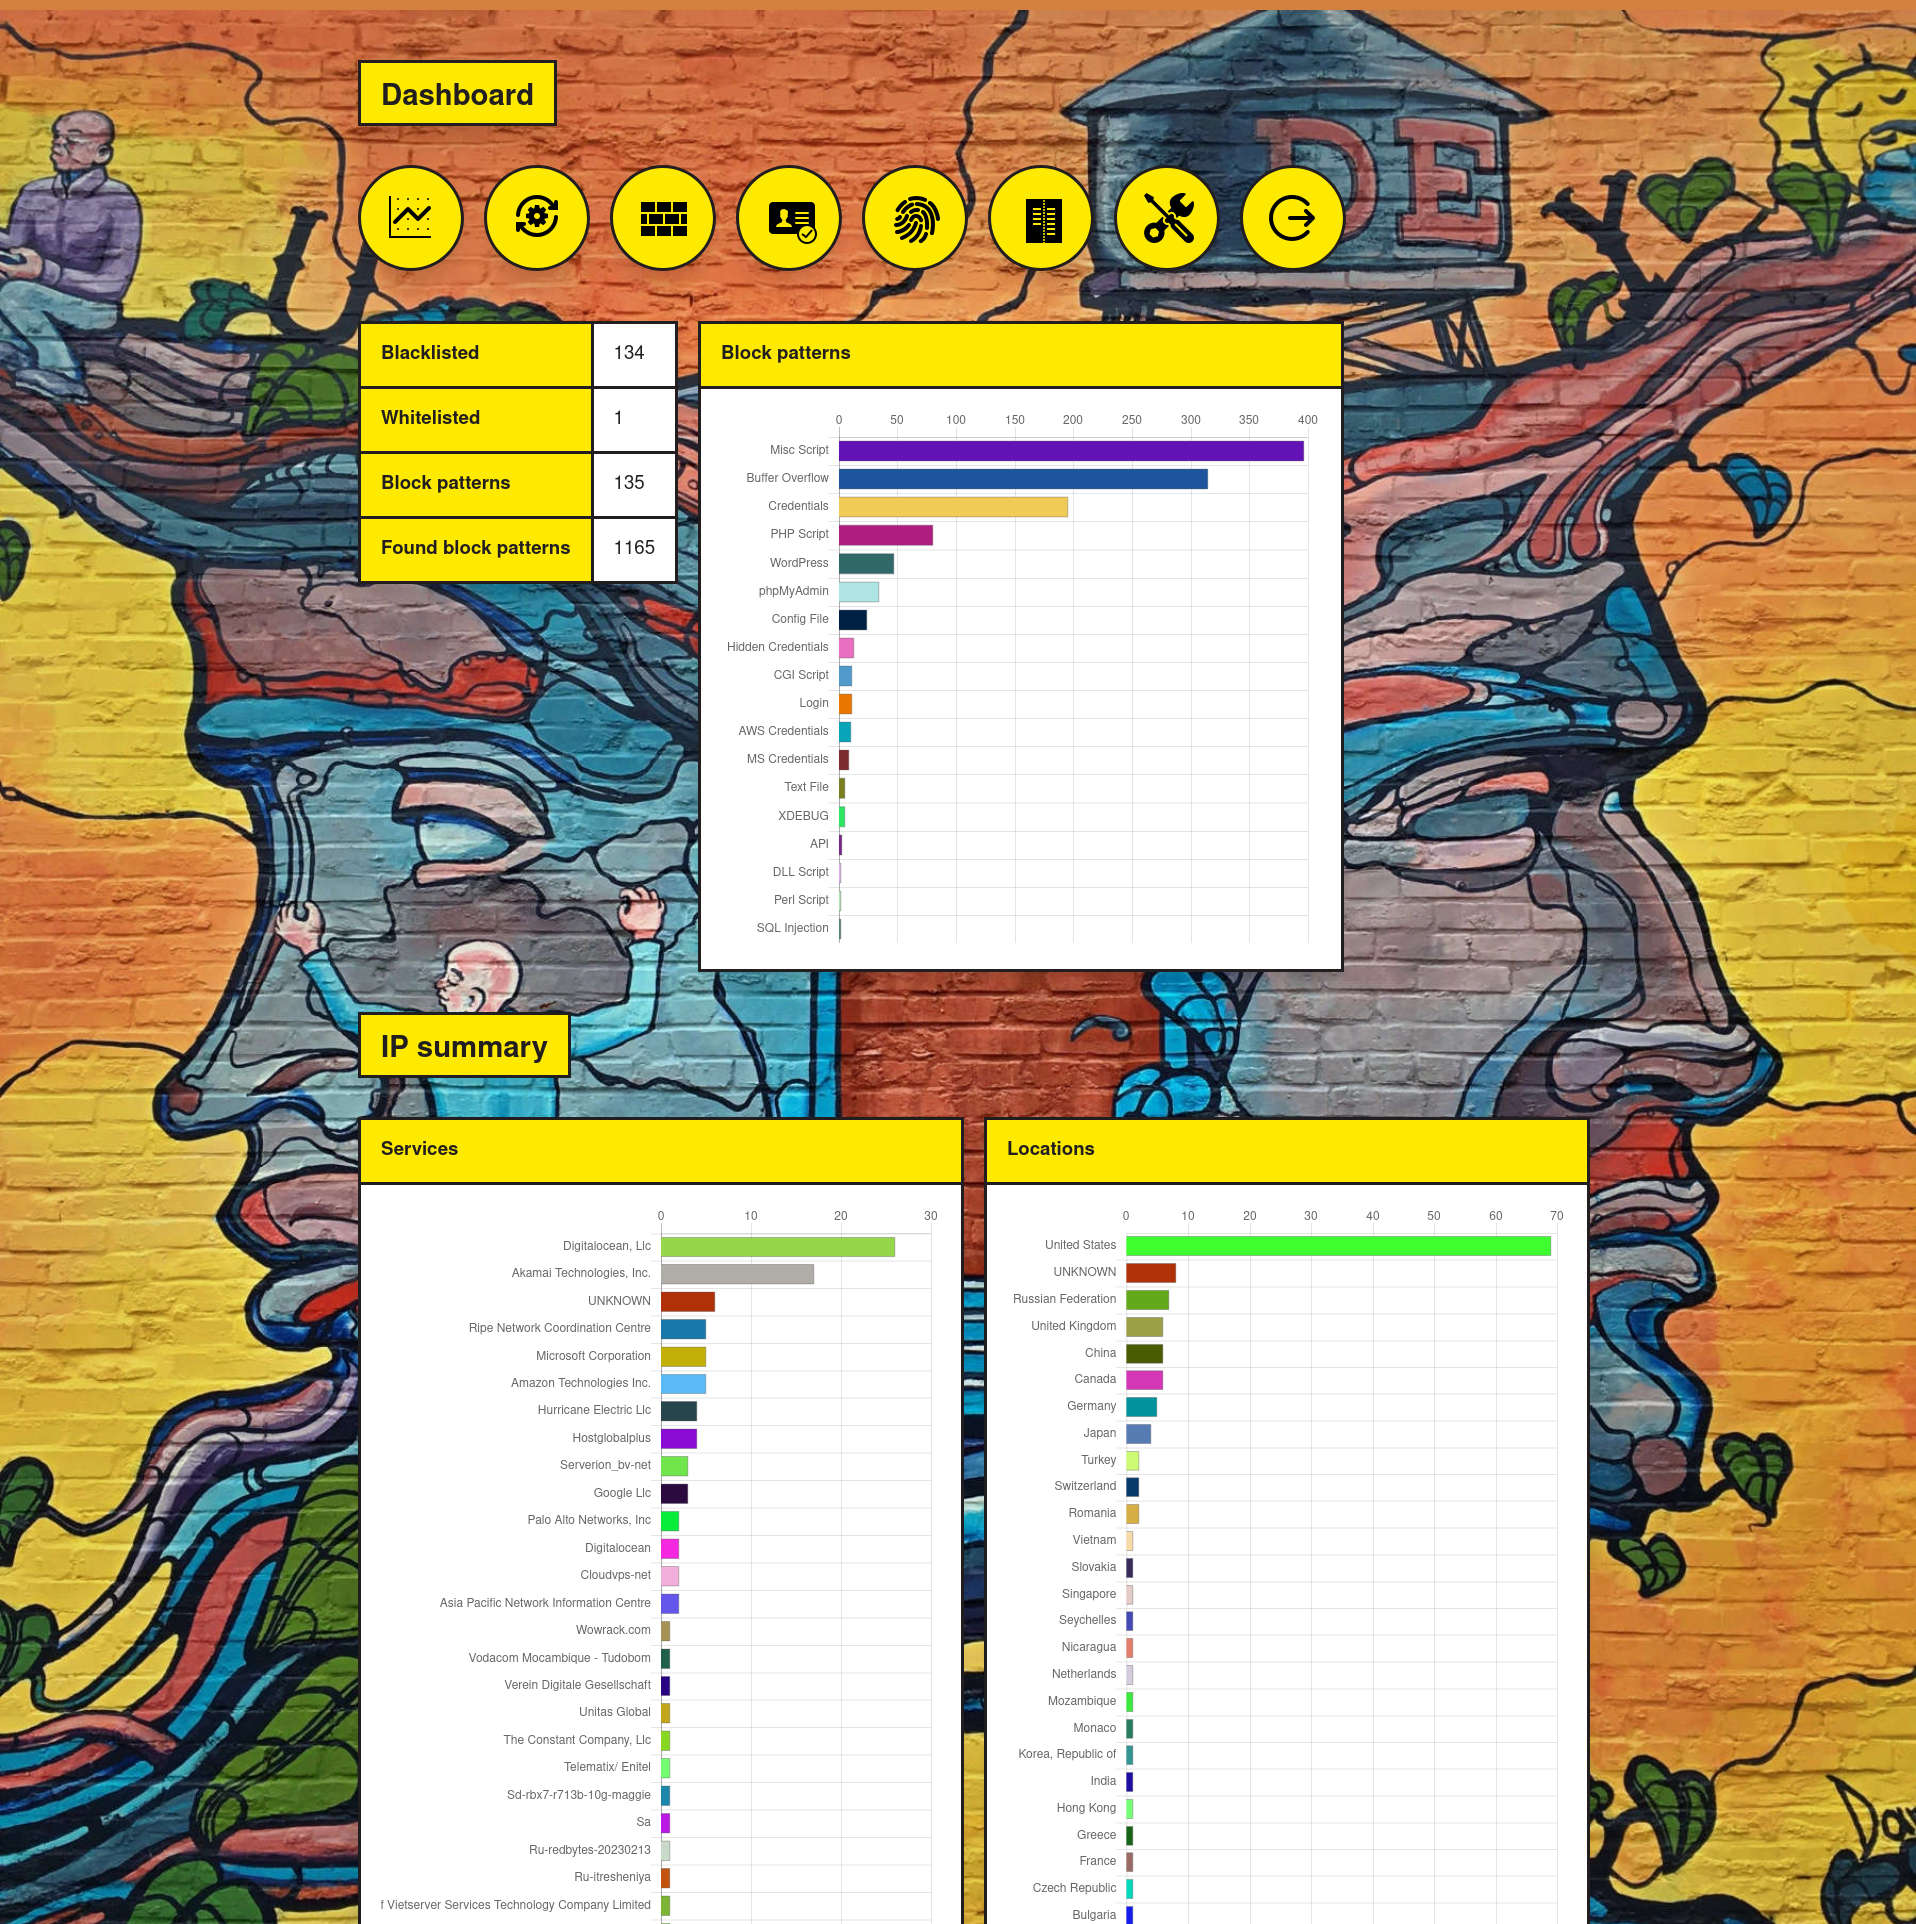 Dashboard
DE
Blacklisted 134
Whitelisted 1
Block patterns 135
Found block patterns 1165
Block patterns
0 50 100 150 200 250 300 350 400
Misc Script
Buffer Overflow
Credentials
PHP Script
WordPress
phpMyAdmin
Config File
Hidden Credentials
CGI Script
Login
AWS Credentials
MS Credentials
Text File
XDEBUG
API
DLL Script
Perl Script
SQL Injection
IP summary
Services
0 10 20 30
Digitalocean, Llc
Akamai Technologies, Inc.
UNKNOWN
Ripe Network Coordination Centre
Microsoft Corporation
Amazon Technologies Inc.
Hurricane Electric Llc
Hostglobalplus
Serverion_bv-net
Google Llc
Palo Alto Networks, Inc
Digitalocean
Cloudvps-net
Asia Pacific Network Information Centre
Wowrack.com
Vodacom Mocambique - Tudobom
Verein Digitale Gesellschaft
Unitas Global
The Constant Company, Llc
Telematix/ Enitel
Sd-rbx7-r713b-10g-maggie
Sa
Ru-redbytes-20230213
Ru-itresheniya
f Vietserver Services Technology Company Limited
Locations
0 10 20 30 40 50 60 70
United States
UNKNOWN
Russian Federation
United Kingdom
China
Canada
Germany
Japan
Turkey
Switzerland
Romania
Vietnam
Slovakia
Singapore
Seychelles
Nicaragua
Netherlands
Mozambique
Monaco
Korea, Republic of
India
Hong Kong
Greece
France
Czech Republic
Bulgaria